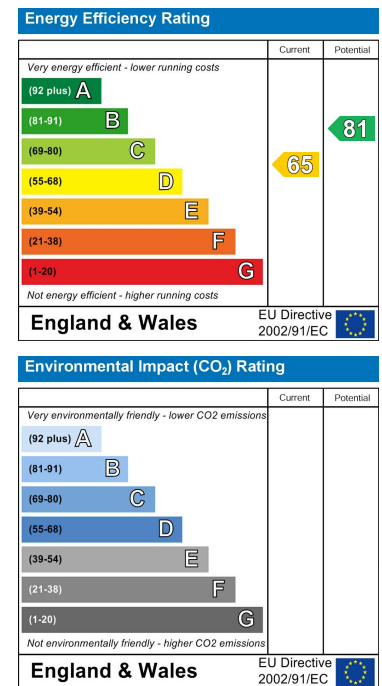 Energy Efficiency Rating
Current Potential
Very energy efficient - lower running costs
(92 plus) A
(81-91) B
81
(69-80) C
65
(55-68) D
(39-54) E
(21-38) F
(1-20) G
Not energy efficient - higher running costs
England & Wales
EU Directive
2002/91/EC
Environmental Impact (CO₂) Rating
Current Potential
Very environmentally friendly - lower CO2 emissions
(92 plus) A
(81-91) B
(69-80) C
(55-68) D
(39-54) E
(21-38) F
(1-20) G
Not environmentally friendly - higher CO2 emissions
England & Wales
EU Directive
2002/91/EC